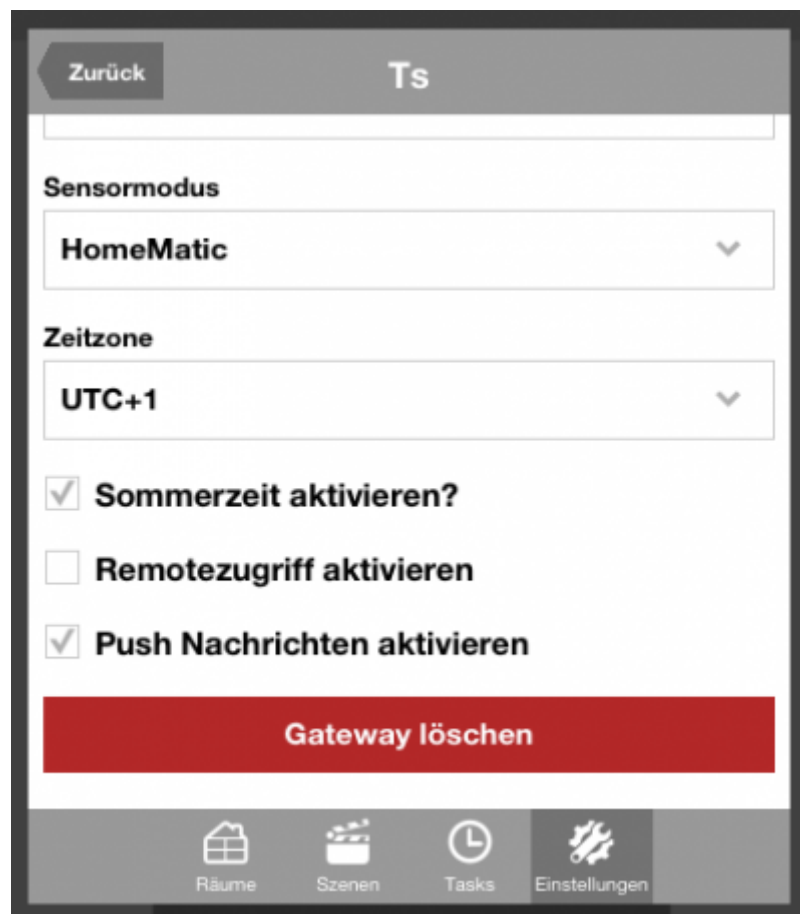 Zurück
Ts
Sensormodus
HomeMatic
Zeitzone
UTC+1
Sommerzeit aktivieren?
Remotezugriff aktivieren
Push Nachrichten aktivieren
Gateway löschen
Räume Szenen Tasks Einstellungen